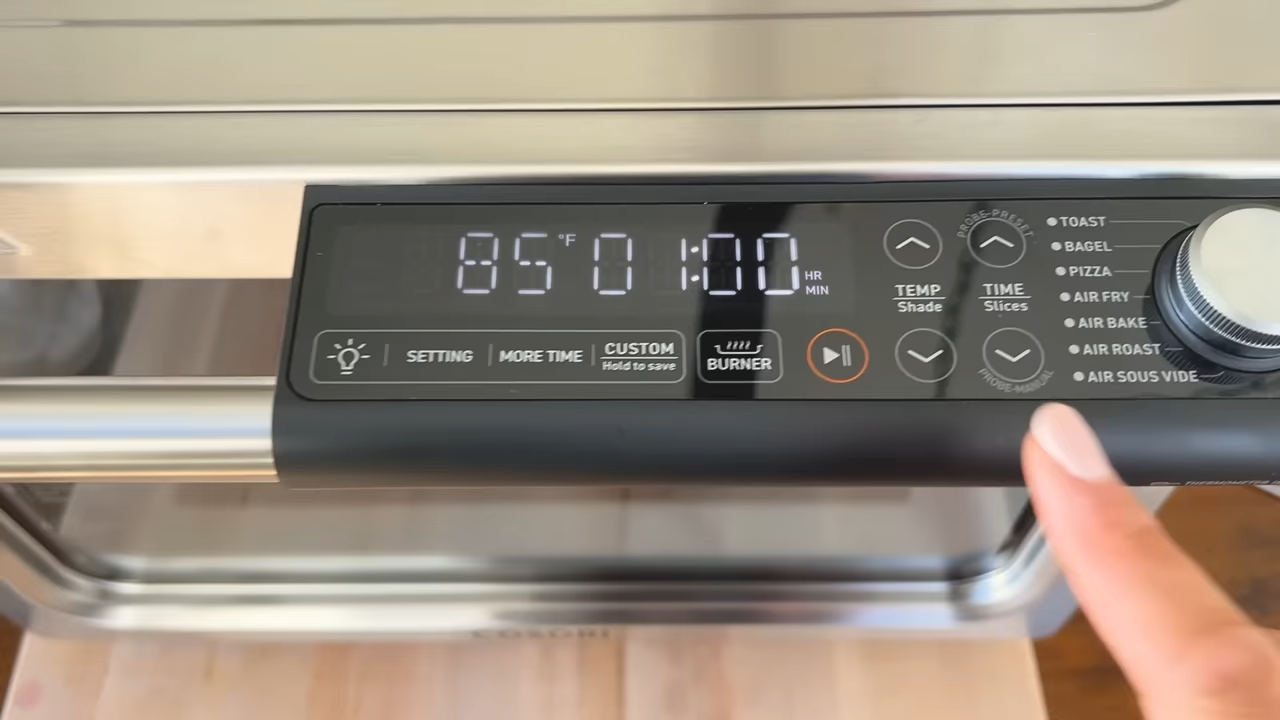 85 °F 0 1:00 HR MIN
TEMP
Shade
TIME
Slices
PROBE-PRESET
PROBE-MANUAL
TOAST
BAGEL
PIZZA
AIR FRY
AIR BAKE
AIR ROAST
AIR SOUS VIDE
SETTING
MORE TIME
CUSTOM
Hold to save
BURNER
COSORI